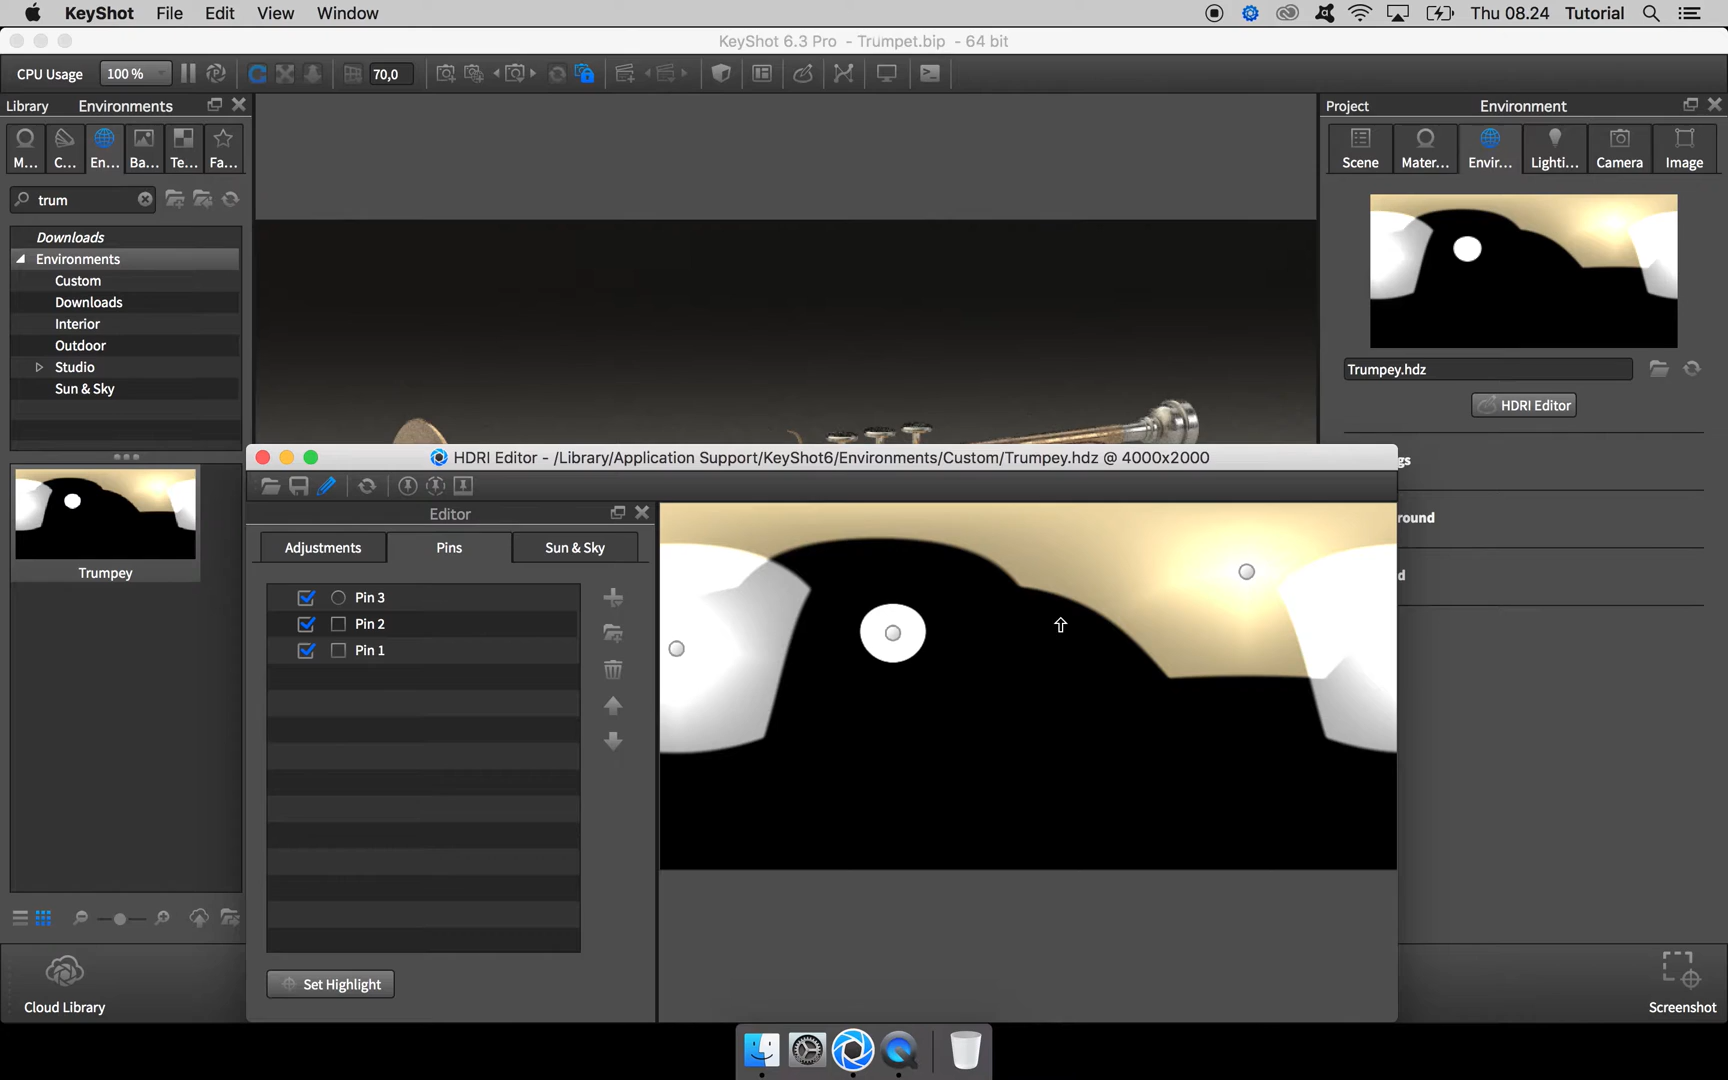 KeyShot File Edit View Window Thu 08.24 Tutorial
KeyShot 6.3 Pro - Trumpet.bip - 64 bit
CPU Usage 100 % 70,0
Library Environments
M... C... En... Ba... Te... Fa...
trum
Downloads
Environments
Custom
Downloads
Interior
Outdoor
Studio
Sun & Sky
Trumpey
Cloud Library
Project Environment
Scene Mater... Envir... Lighti... Camera Image
Trumpey.hdz
HDRI Editor
gs
ound
d
HDRI Editor - /Library/Application Support/KeyShot6/Environments/Custom/Trumpey.hdz @ 4000x2000
Editor
Adjustments Pins Sun & Sky
Pin 3
Pin 2
Pin 1
Set Highlight
Screenshot